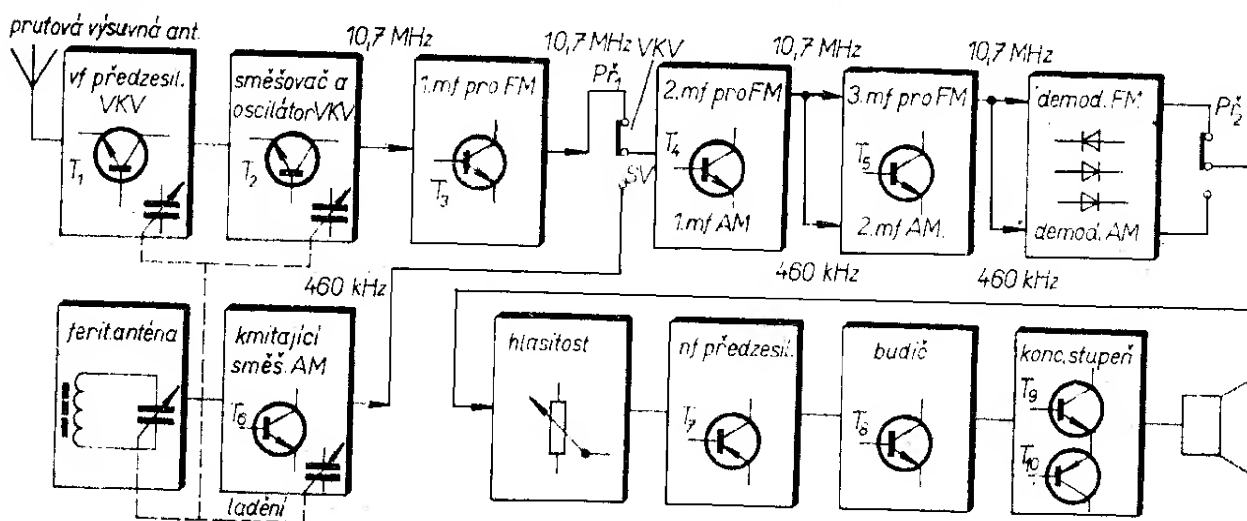 prutová výsuvná ant.
10,7 MHz
10,7 MHz
VKV
10,7 MHz
10,7 MHz
vf předzesil.
VKV
T1
směšovač a
oscilátor VKV
T2
1.mf pro FM
T3
Př1
SV
2.mf pro FM
T4
1.mf AM
3.mf pro FM
T5
2.mf AM.
demod. FM
demod. AM
Př2
460 kHz
460 kHz
460 kHz
ferit. anténa
kmitající
směš. AM
T6
ladění
hlasitost
nf předzesil.
T7
budič
T8
konc. stupeň
T9
T10